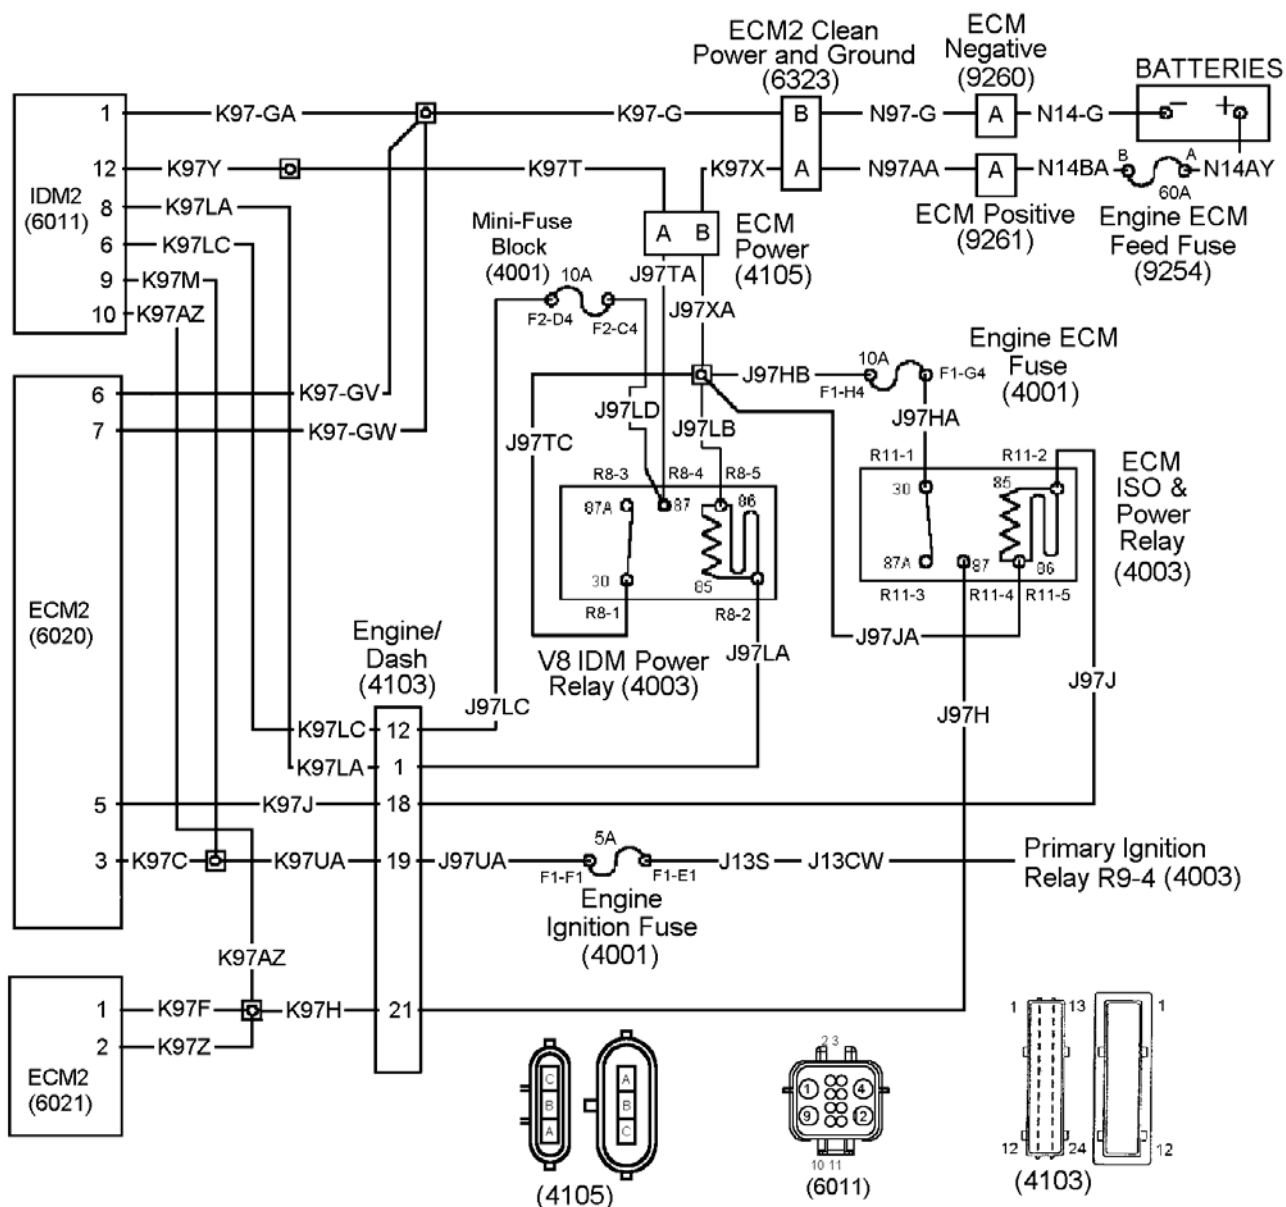 ECM2 Clean
Power and Ground
(6323)
ECM
Negative
(9260)
BATTERIES
1
K97-GA
K97-G
B
N97-G
A
N14-G
−
+
12
K97Y
K97T
K97X
A
N97AA
A
N14BA
B
A
N14AY
60A
IDM2
(6011)
8
K97LA
Mini-Fuse
Block
(4001)
A
B
ECM
Power
(4105)
ECM Positive
(9261)
Engine ECM
Feed Fuse
(9254)
6
K97LC
9
K97M
10
K97AZ
10A
F2-D4
F2-C4
J97TA
J97XA
Engine ECM
Fuse
(4001)
10A
J97HB
F1-H4
F1-G4
6
K97-GV
7
K97-GW
J97TC
J97LD
J97LB
J97HA
R8-3
R8-4
R8-5
R11-1
R11-2
87A
87
86
30
85
R8-1
R8-2
30
85
87A
87
86
R11-3
R11-4
R11-5
ECM
ISO &
Power
Relay
(4003)
ECM2
(6020)
Engine/
Dash
(4103)
V8 IDM Power
Relay (4003)
J97LA
J97JA
J97J
J97LC
J97H
K97LC
12
K97LA
1
5
K97J
18
3
K97C
K97UA
19
J97UA
5A
F1-F1
F1-E1
J13S
J13CW
Primary Ignition
Relay R9-4 (4003)
Engine
Ignition Fuse
(4001)
K97AZ
1
K97F
K97H
21
2
K97Z
ECM2
(6021)
C
B
A
A
B
C
(4105)
2 3
1
4
9
12
10 11
(6011)
1
13
1
12
24
12
(4103)